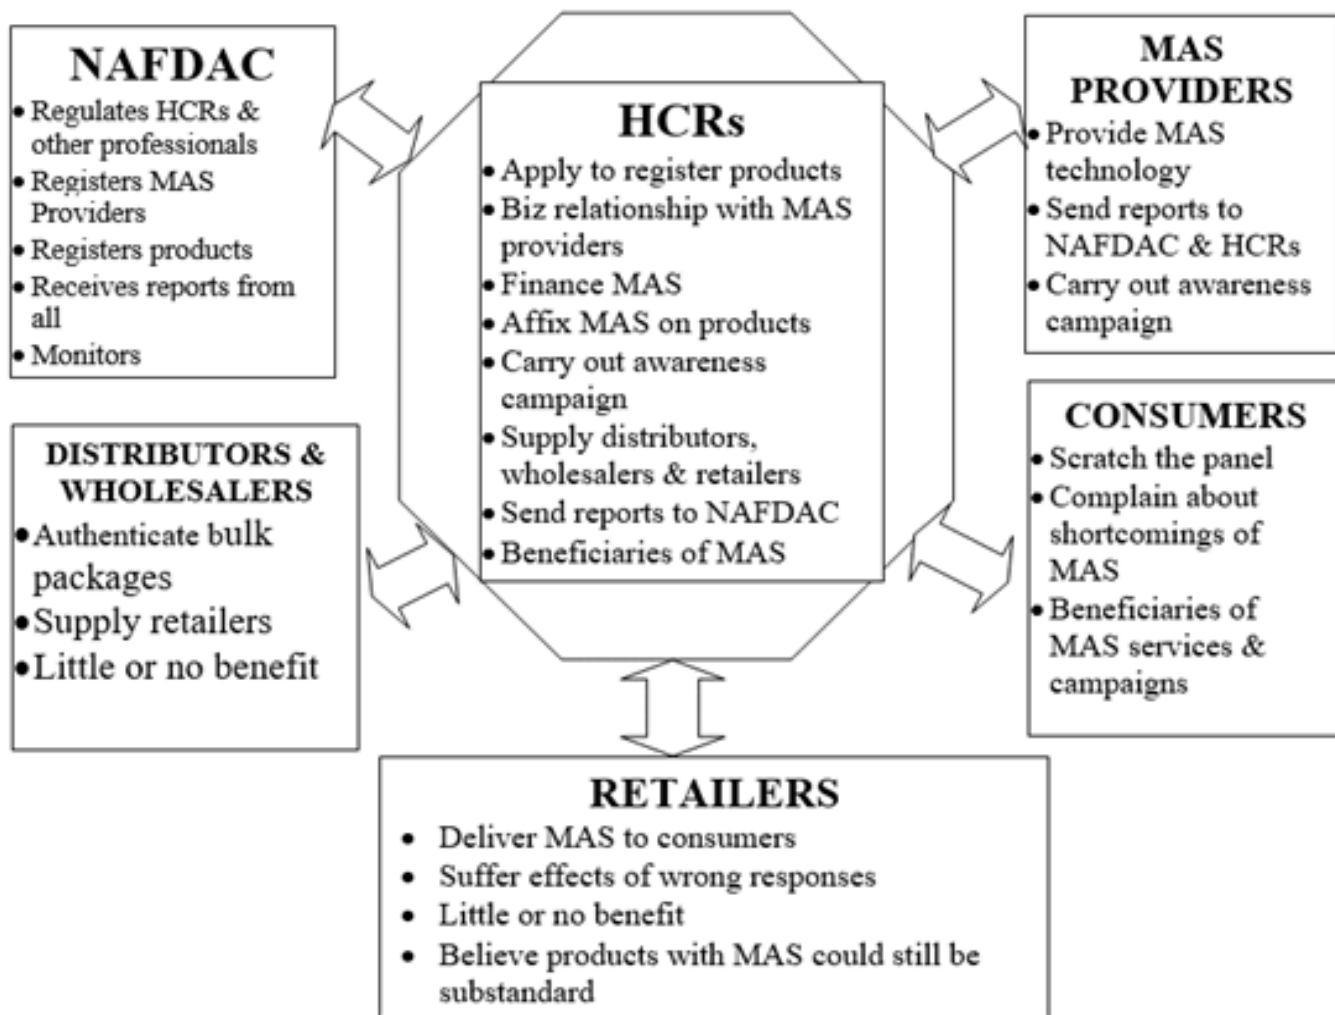 NAFDAC
• Regulates HCRs &
other professionals
• Registers MAS
Providers
• Registers products
• Receives reports from
all
• Monitors
HCRs
• Apply to register products
• Biz relationship with MAS
providers
• Finance MAS
• Affix MAS on products
• Carry out awareness
campaign
• Supply distributors,
wholesalers & retailers
• Send reports to NAFDAC
• Beneficiaries of MAS
MAS
PROVIDERS
• Provide MAS
technology
• Send reports to
NAFDAC & HCRs
• Carry out awareness
campaign
DISTRIBUTORS &
WHOLESALERS
• Authenticate bulk
packages
• Supply retailers
• Little or no benefit
CONSUMERS
• Scratch the panel
• Complain about
shortcomings of
MAS
• Beneficiaries of
MAS services &
campaigns
RETAILERS
• Deliver MAS to consumers
• Suffer effects of wrong responses
• Little or no benefit
• Believe products with MAS could still be
substandard